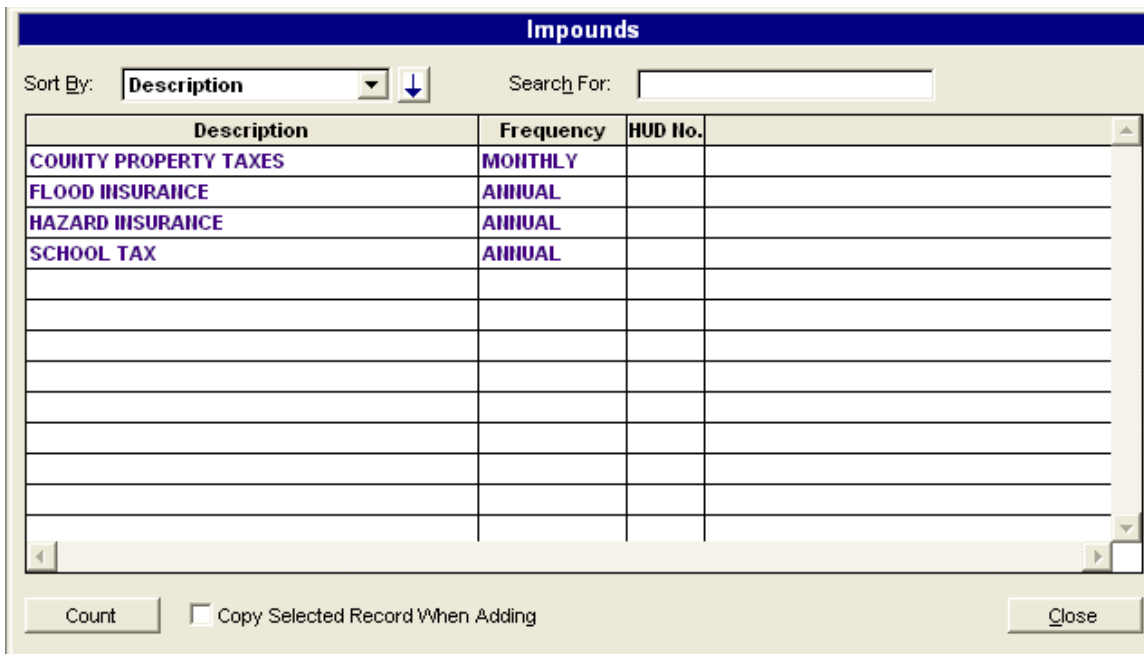 Impounds
Sort By: Description Search For:
Description Frequency HUD No.
COUNTY PROPERTY TAXES MONTHLY
FLOOD INSURANCE ANNUAL
HAZARD INSURANCE ANNUAL
SCHOOL TAX ANNUAL
Count Copy Selected Record When Adding Close